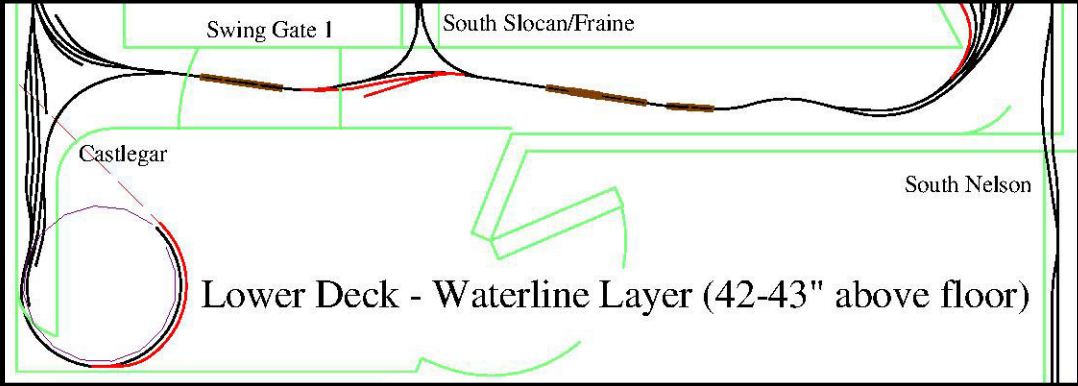 Swing Gate 1
South Slocan/Fraine
Castlegar
South Nelson
Lower Deck - Waterline Layer (42-43" above floor)